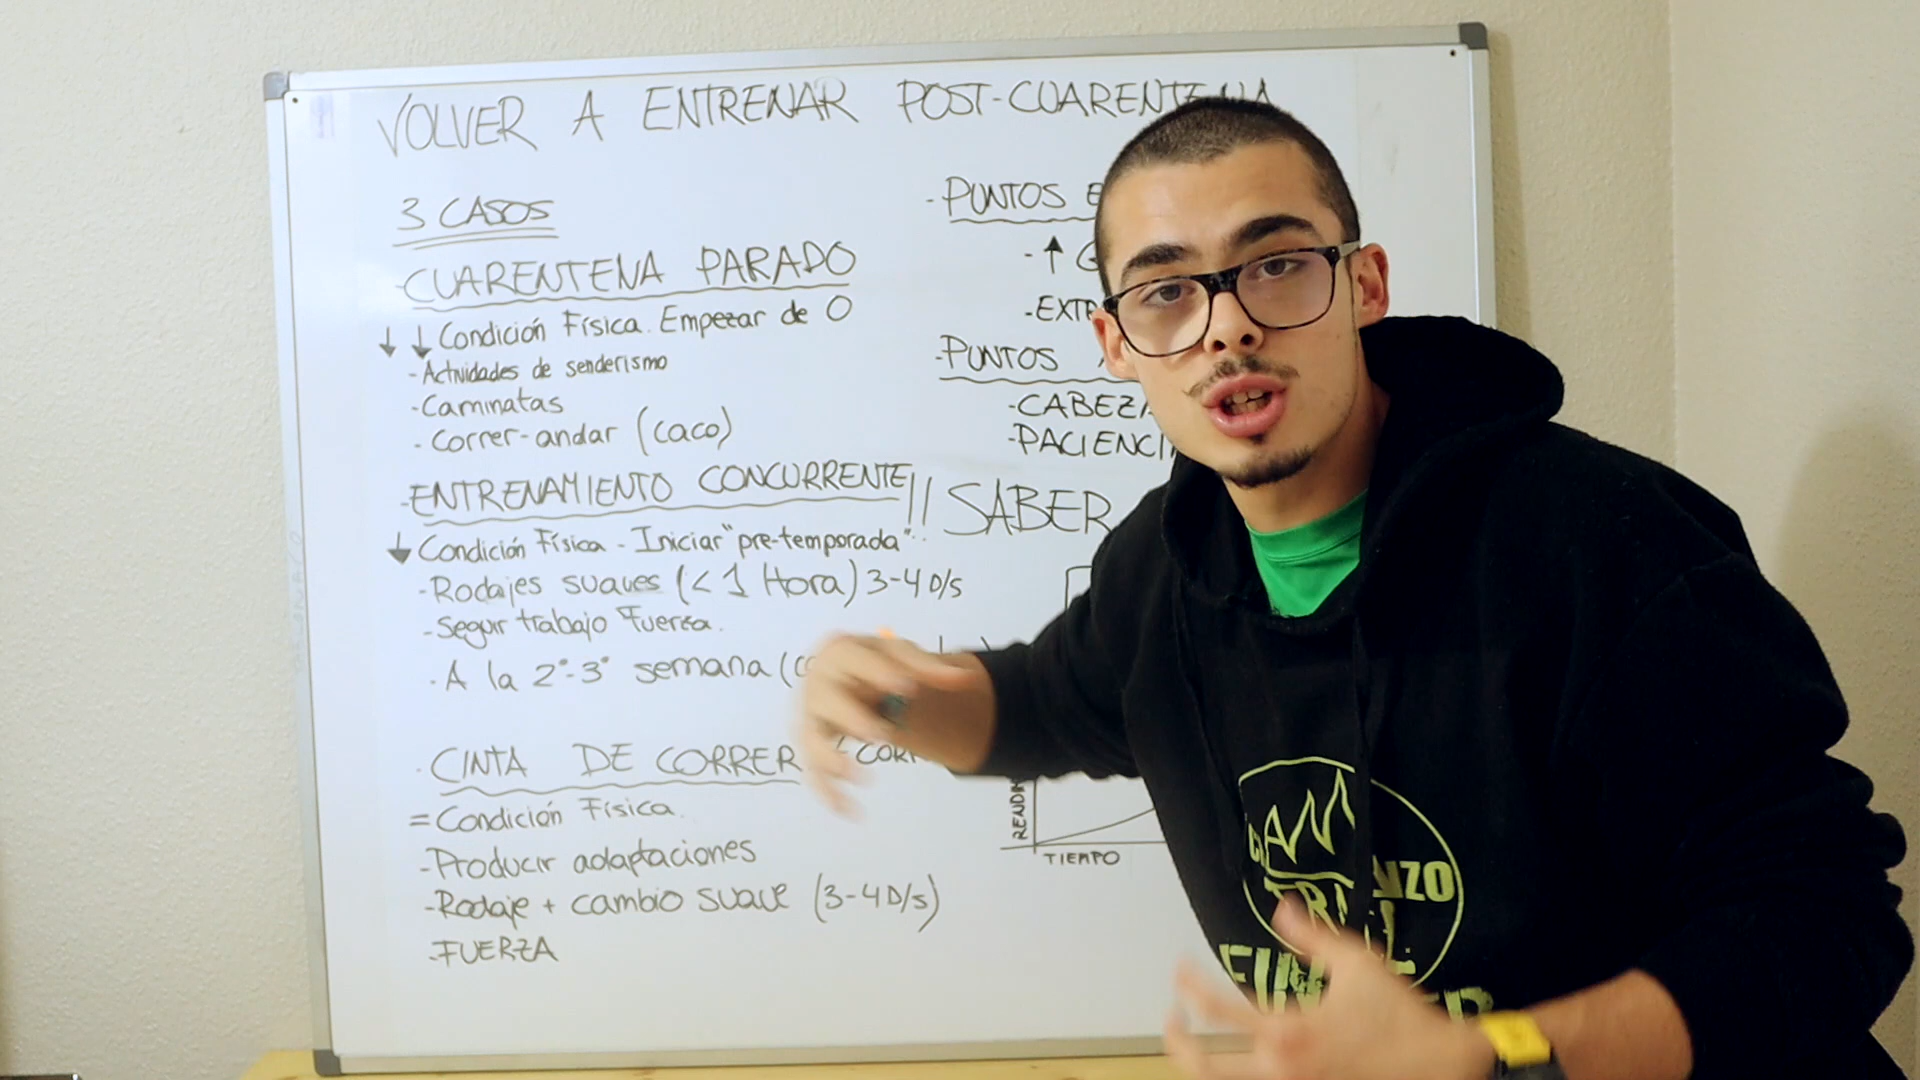 VOLVER A ENTRENAR POST-CUARENTENA
3 CASOS
-CUARENTENA PARADO
↓ ↓ Condición Física. Empezar de 0
-Actividades de senderismo
-Caminatas
- Correr-andar (caco)
-ENTRENAMIENTO CONCURRENTE
↓ Condición Física - Iniciar "pre-temporada"
-Rodajes suaves (< 1 Hora) 3-4 D/s
-Seguir trabajo Fuerza.
- A la 2ª-3ª semana
· CINTA DE CORRER
= Condición Física.
-Producir adaptaciones
-Rodaje + cambio suave (3-4 D/s)
-FUERZA
- PUNTOS
- ↑
-PUNTOS
-CABEZA
-PACIENCIA
!! SABER
TIEMPO